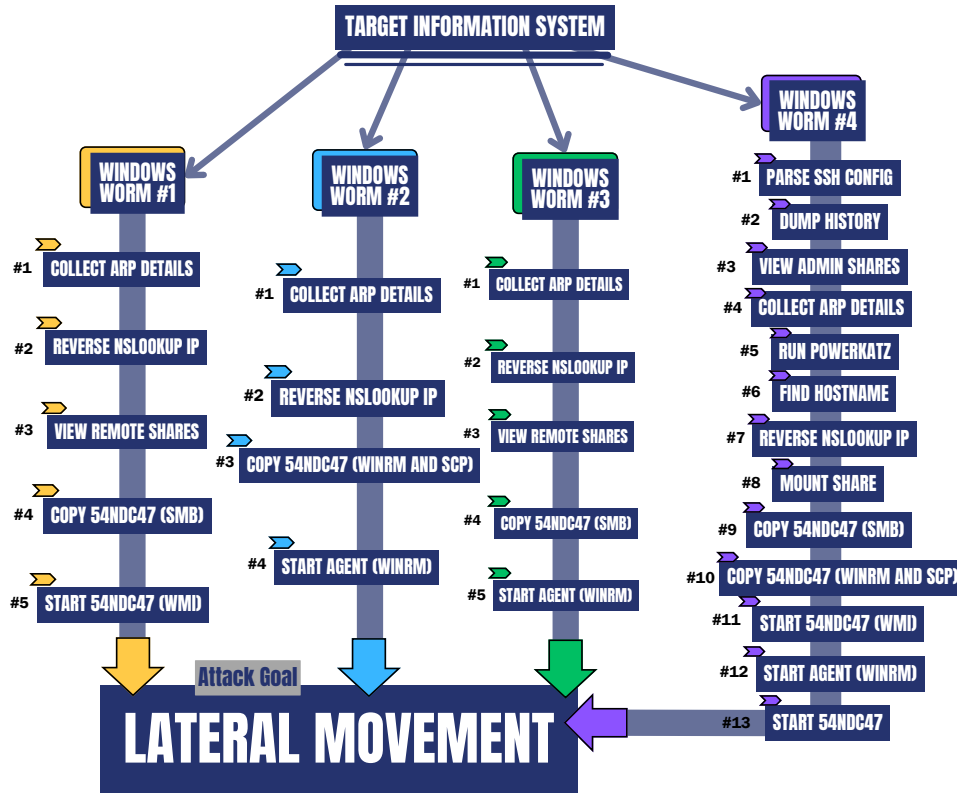 TARGET INFORMATION SYSTEM
WINDOWS
WORM #1
#1 COLLECT ARP DETAILS
#2 REVERSE NSLOOKUP IP
#3 VIEW REMOTE SHARES
#4 COPY 54NDC47 (SMB)
#5 START 54NDC47 (WMI)
WINDOWS
WORM #2
#1 COLLECT ARP DETAILS
#2 REVERSE NSLOOKUP IP
#3 COPY 54NDC47 (WINRM AND SCP)
#4 START AGENT (WINRM)
WINDOWS
WORM #3
#1 COLLECT ARP DETAILS
#2 REVERSE NSLOOKUP IP
#3 VIEW REMOTE SHARES
#4 COPY 54NDC47 (SMB)
#5 START AGENT (WINRM)
WINDOWS
WORM #4
#1 PARSE SSH CONFIG
#2 DUMP HISTORY
#3 VIEW ADMIN SHARES
#4 COLLECT ARP DETAILS
#5 RUN POWERKATZ
#6 FIND HOSTNAME
#7 REVERSE NSLOOKUP IP
#8 MOUNT SHARE
#9 COPY 54NDC47 (SMB)
#10 COPY 54NDC47 (WINRM AND SCP)
#11 START 54NDC47 (WMI)
#12 START AGENT (WINRM)
#13 START 54NDC47
Attack Goal
LATERAL MOVEMENT